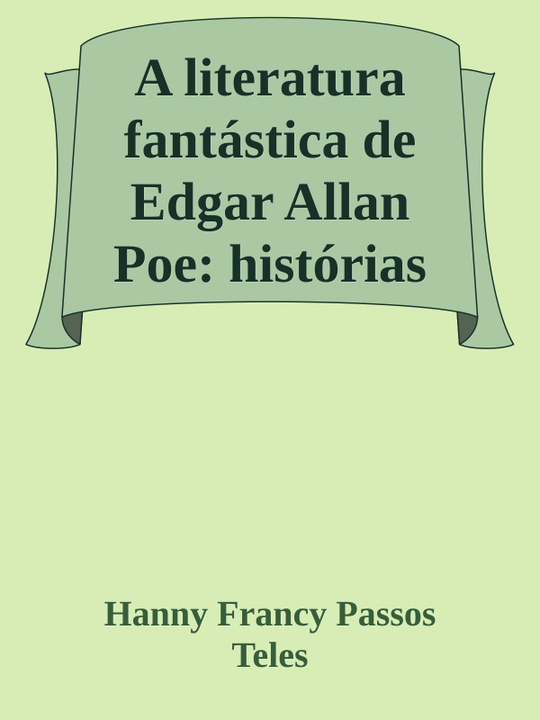 A literatura
fantástica de
Edgar Allan
Poe: histórias
Hanny Francy Passos
Teles